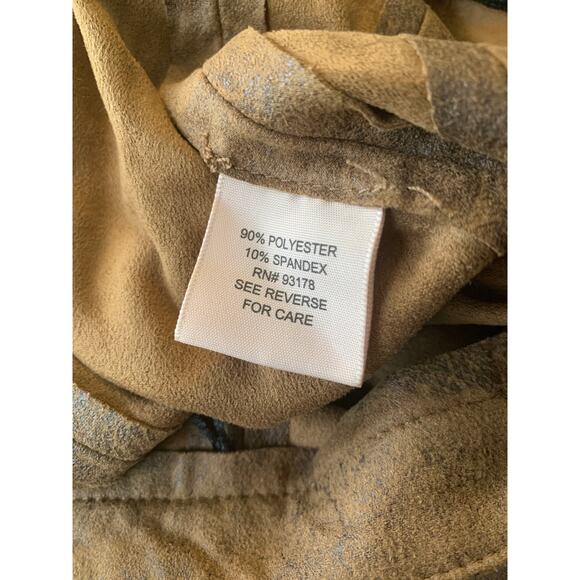 90% POLYESTER
10% SPANDEX
RN# 93178
SEE REVERSE
FOR CARE